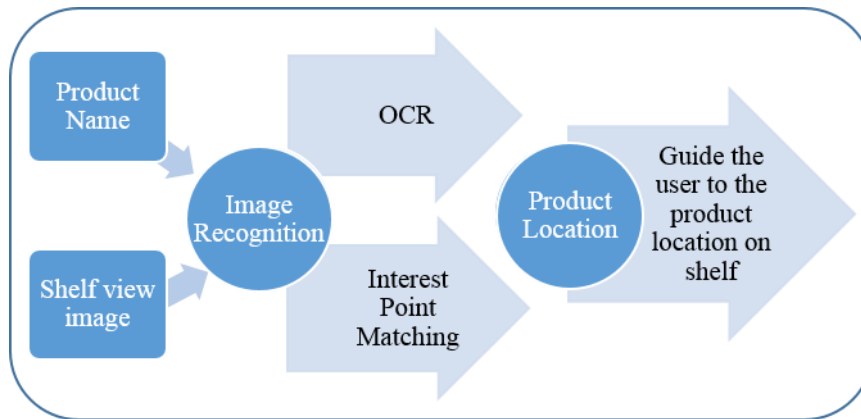 Product
Name
Shelf view
image
Image
Recognition
OCR
Interest
Point
Matching
Product
Location
Guide the
user to the
product
location on
shelf